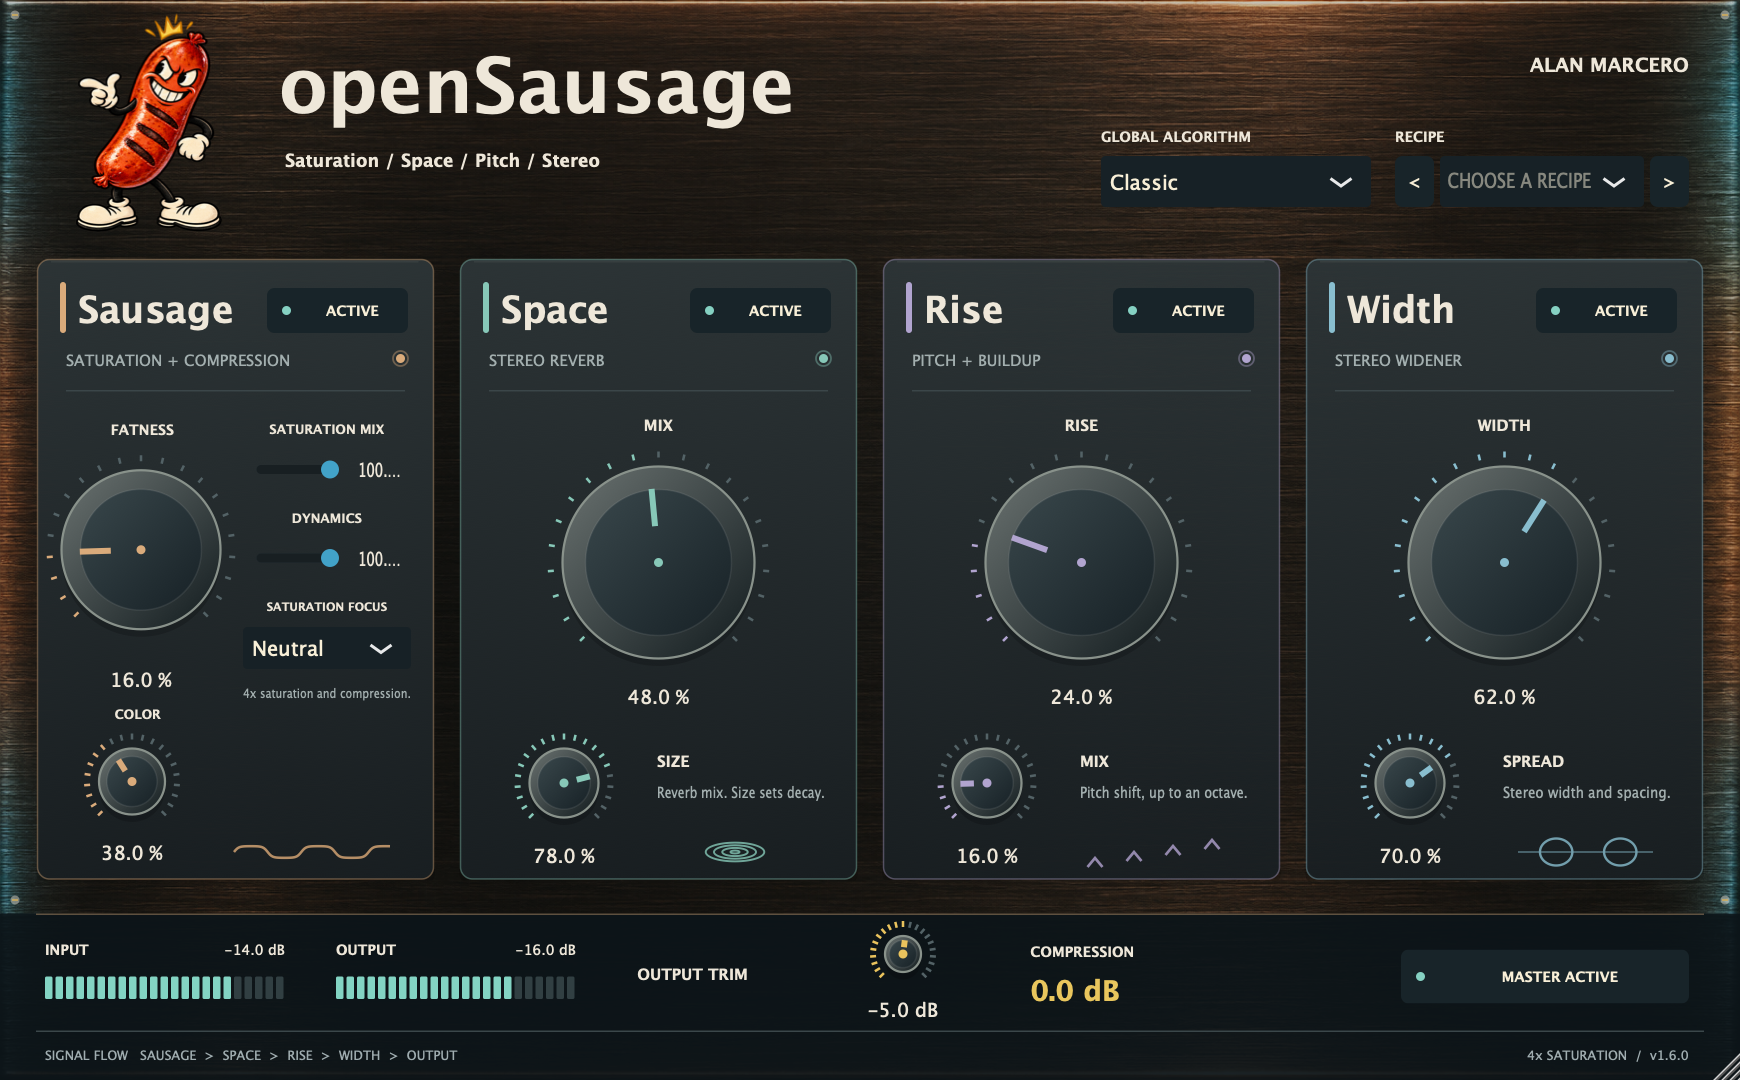 openSausage
Saturation / Space / Pitch / Stereo
ALAN MARCERO
GLOBAL ALGORITHM
Classic
RECIPE
< CHOOSE A RECIPE >
Sausage
ACTIVE
SATURATION + COMPRESSION
FATNESS
16.0 %
SATURATION MIX
100....
DYNAMICS
100....
SATURATION FOCUS
Neutral
4x saturation and compression.
COLOR
38.0 %
Space
ACTIVE
STEREO REVERB
MIX
48.0 %
SIZE
Reverb mix. Size sets decay.
78.0 %
Rise
ACTIVE
PITCH + BUILDUP
RISE
24.0 %
MIX
Pitch shift, up to an octave.
16.0 %
Width
ACTIVE
STEREO WIDENER
WIDTH
62.0 %
SPREAD
Stereo width and spacing.
70.0 %
INPUT -14.0 dB
OUTPUT -16.0 dB
OUTPUT TRIM
-5.0 dB
COMPRESSION
0.0 dB
MASTER ACTIVE
SIGNAL FLOW SAUSAGE > SPACE > RISE > WIDTH > OUTPUT
4x SATURATION / v1.6.0